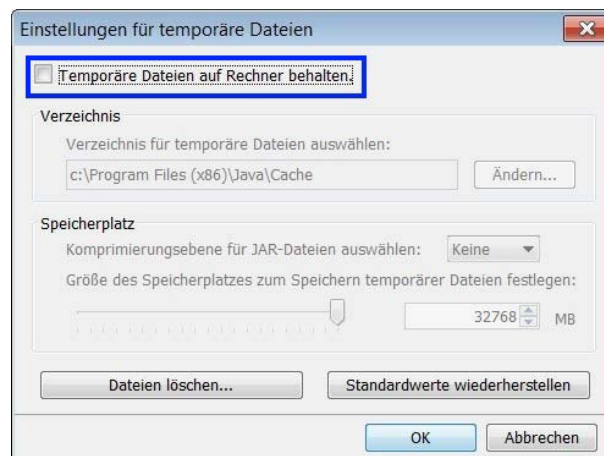 Einstellungen für temporäre Dateien
Temporäre Dateien auf Rechner behalten.
Verzeichnis
Verzeichnis für temporäre Dateien auswählen:
c:\Program Files (x86)\Java\Cache
Ändern...
Speicherplatz
Komprimierungsebene für JAR-Dateien auswählen: Keine
Größe des Speicherplatzes zum Speichern temporärer Dateien festlegen:
32768 MB
Dateien löschen... Standardwerte wiederherstellen
OK Abbrechen